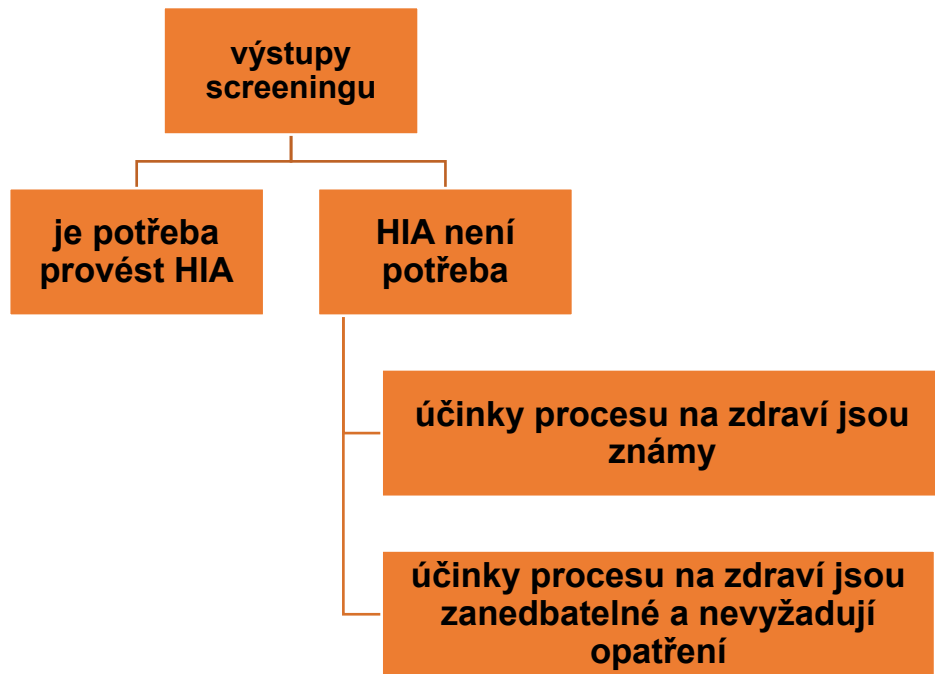 výstupy
screeningu
je potřeba
provést HIA
HIA není
potřeba
účinky procesu na zdraví jsou
známy
účinky procesu na zdraví jsou
zanedbatelné a nevyžadují
opatření